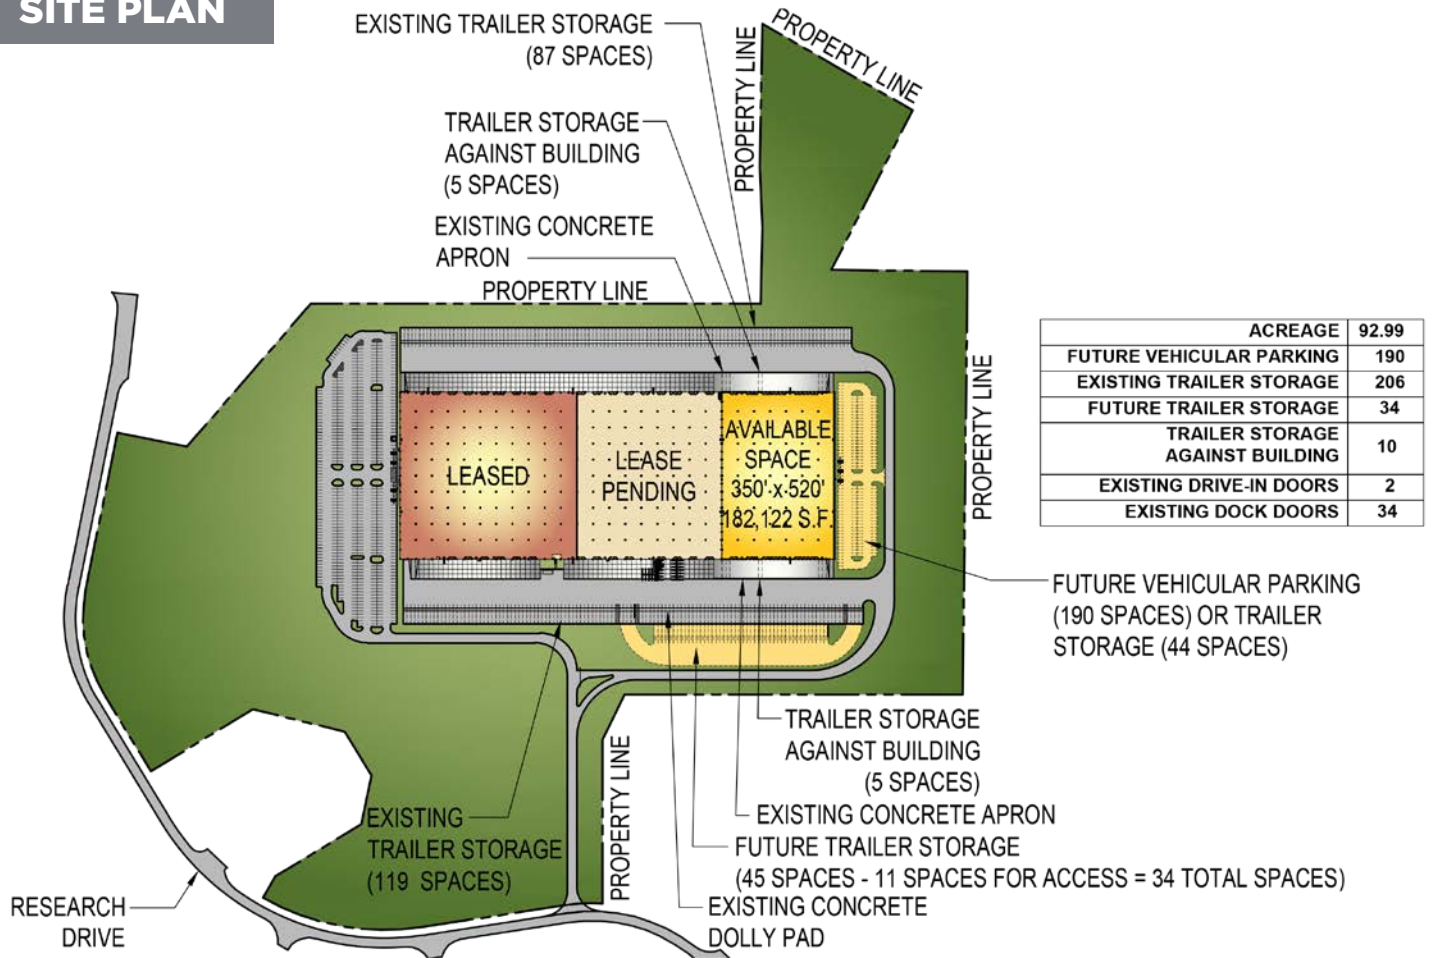 SITE PLAN
EXISTING TRAILER STORAGE
(87 SPACES)
PROPERTY LINE
PROPERTY LINE
TRAILER STORAGE
AGAINST BUILDING
(5 SPACES)
EXISTING CONCRETE
APRON
PROPERTY LINE
ACREAGE 92.99
FUTURE VEHICULAR PARKING 190
EXISTING TRAILER STORAGE 206
FUTURE TRAILER STORAGE 34
TRAILER STORAGE
AGAINST BUILDING 10
EXISTING DRIVE-IN DOORS 2
EXISTING DOCK DOORS 34
PROPERTY LINE
LEASED
LEASE
PENDING
AVAILABLE
SPACE
350' x 520'
182,122 S.F.
FUTURE VEHICULAR PARKING
(190 SPACES) OR TRAILER
STORAGE (44 SPACES)
TRAILER STORAGE
AGAINST BUILDING
(5 SPACES)
PROPERTY LINE
EXISTING CONCRETE APRON
EXISTING
TRAILER STORAGE
(119 SPACES)
FUTURE TRAILER STORAGE
(45 SPACES - 11 SPACES FOR ACCESS = 34 TOTAL SPACES)
EXISTING CONCRETE
DOLLY PAD
RESEARCH
DRIVE